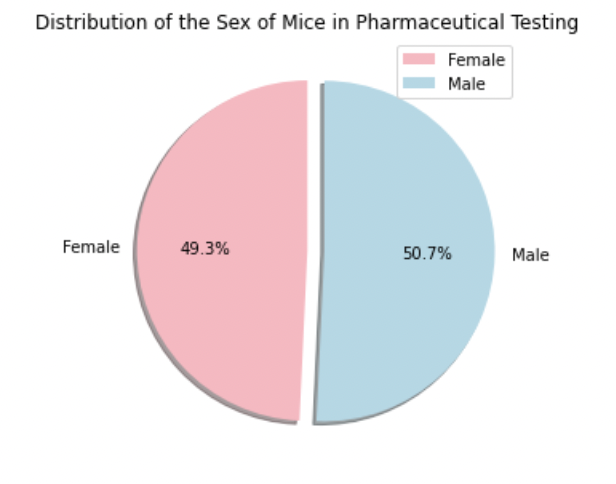 Distribution of the Sex of Mice in Pharmaceutical Testing
Female
Male
Female
49.3%
50.7%
Male